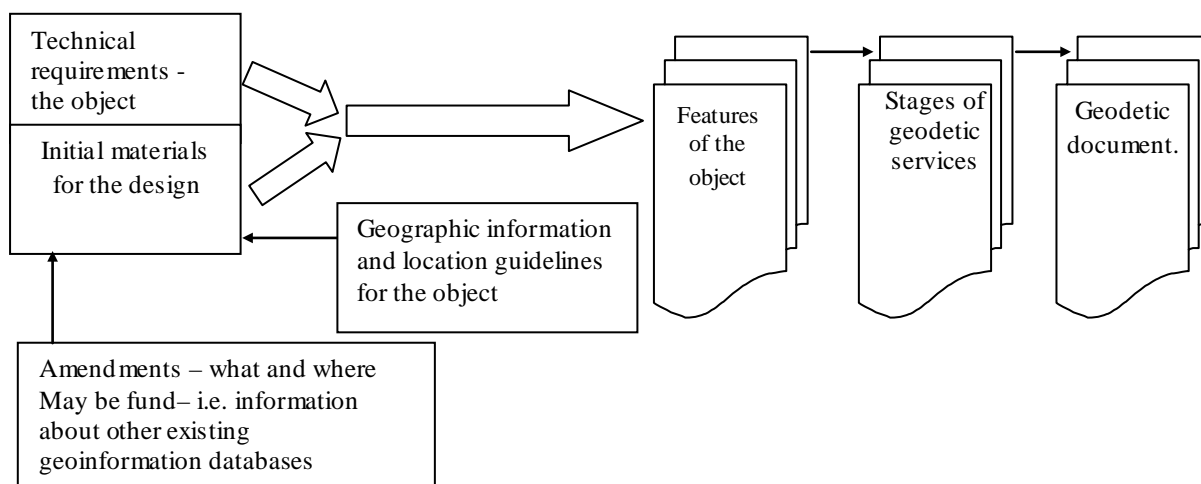 Technical
requirements -
the object
Initial materials
for the design
Geographic information
and location guidelines
for the object
Amendments – what and where
May be fund– i.e. information
about other existing
geoinformation databases
Features
of the
object
Stages of
geodetic
services
Geodetic
document.